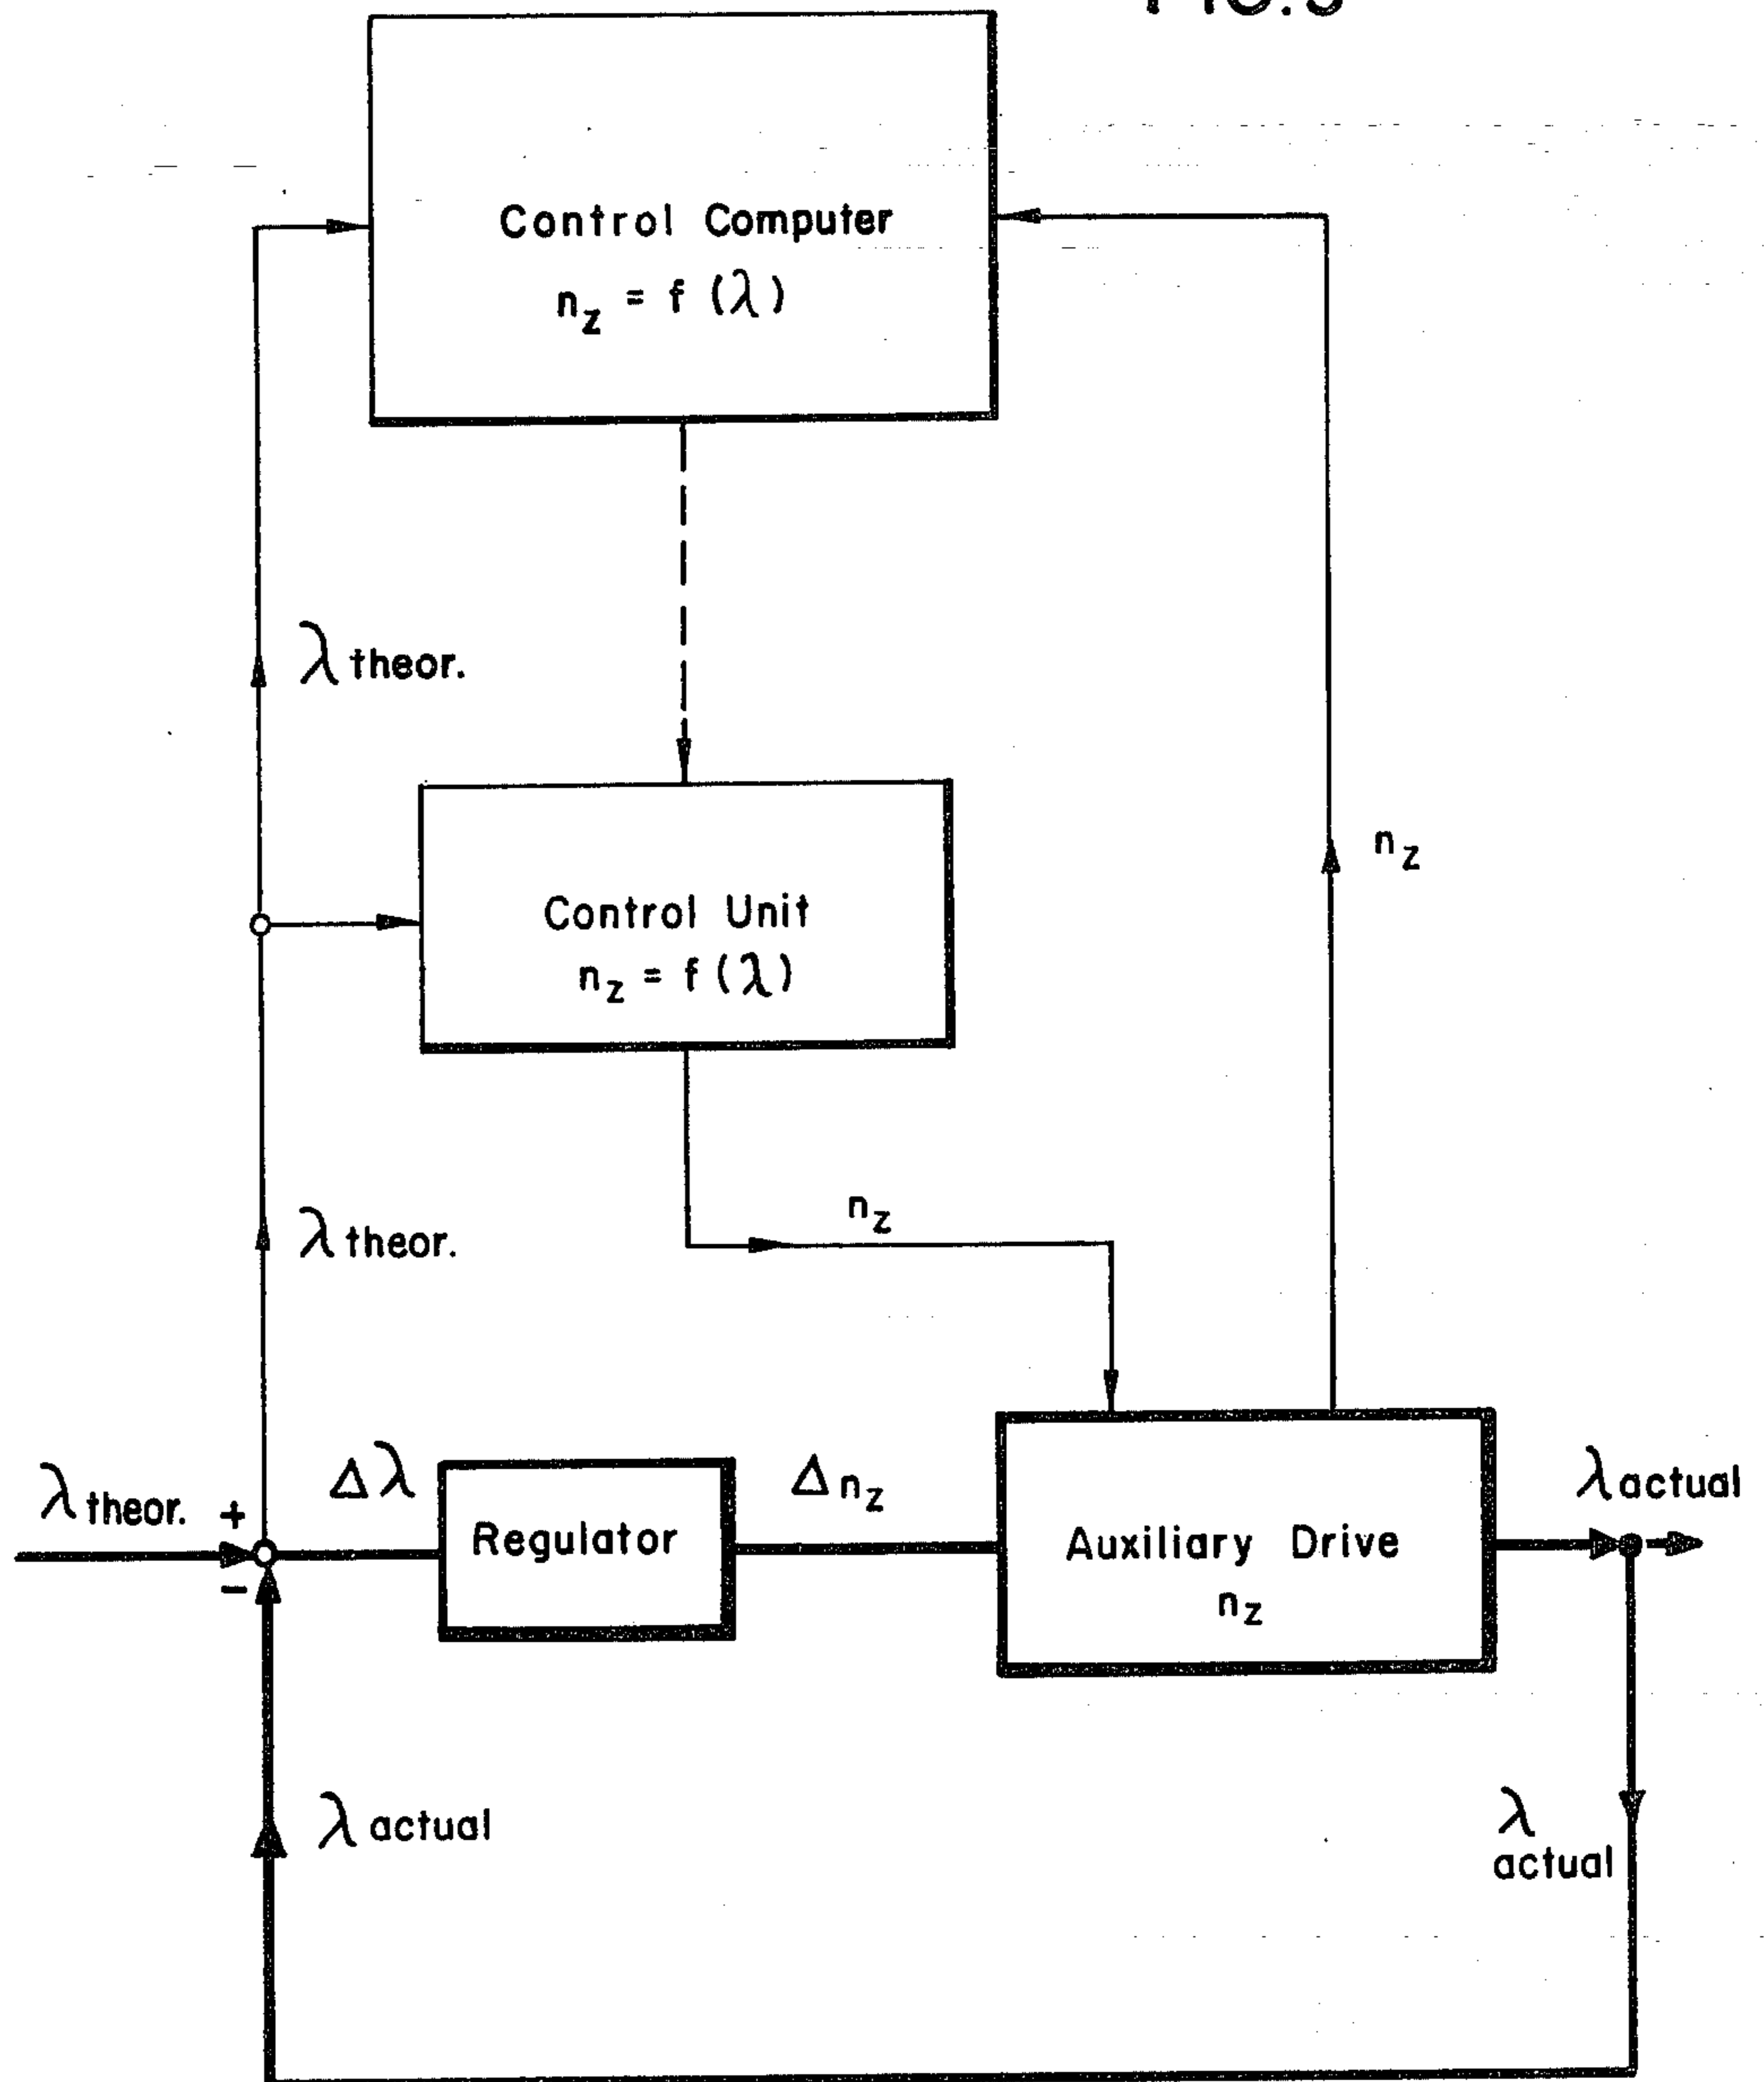 Control Computer
n_z = f (λ)
λ theor.
n_z
Control Unit
n_z = f (λ)
n_z
λ theor.
λ theor. +
−
Δλ
Regulator
Δn_z
Auxiliary Drive
n_z
λ actual
λ actual
λ
actual